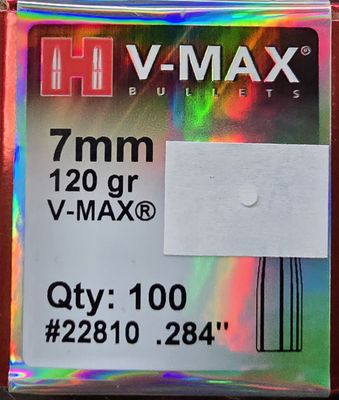 H V-MAX®
BULLETS
7mm
120 gr
V-MAX®
Qty: 100
#22810 .284"